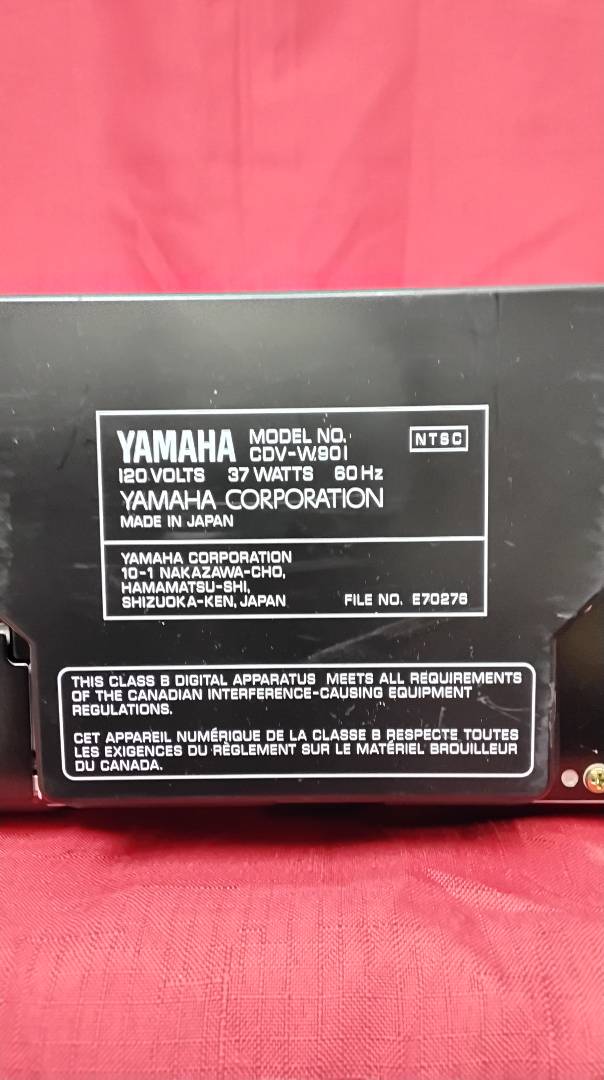 YAMAHA MODEL NO. NTSC
CDV-W901
120 VOLTS 37 WATTS 60 Hz
YAMAHA CORPORATION
MADE IN JAPAN
YAMAHA CORPORATION
10-1 NAKAZAWA-CHO,
HAMAMATSU-SHI,
SHIZUOKA-KEN, JAPAN FILE NO. E70276
THIS CLASS B DIGITAL APPARATUS MEETS ALL REQUIREMENTS
OF THE CANADIAN INTERFERENCE-CAUSING EQUIPMENT
REGULATIONS.
CET APPAREIL NUMÉRIQUE DE LA CLASSE B RESPECTE TOUTES
LES EXIGENCES DU RÈGLEMENT SUR LE MATÉRIEL BROUILLEUR
DU CANADA.